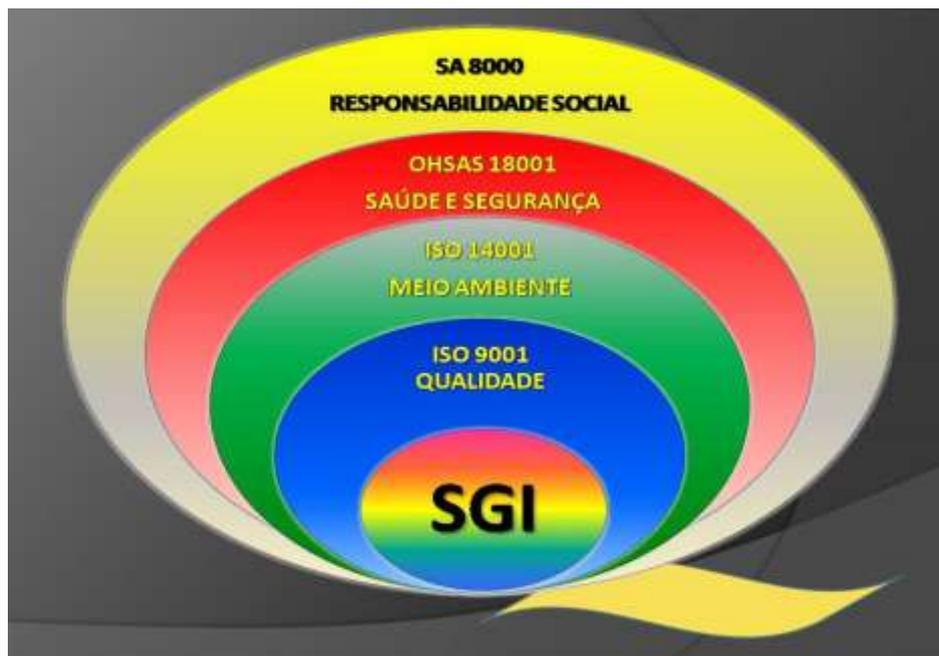 SA 8000
RESPONSABILIDADE SOCIAL
OHSAS 18001
SAÚDE E SEGURANÇA
ISO 14001
MEIO AMBIENTE
ISO 9001
QUALIDADE
SGI